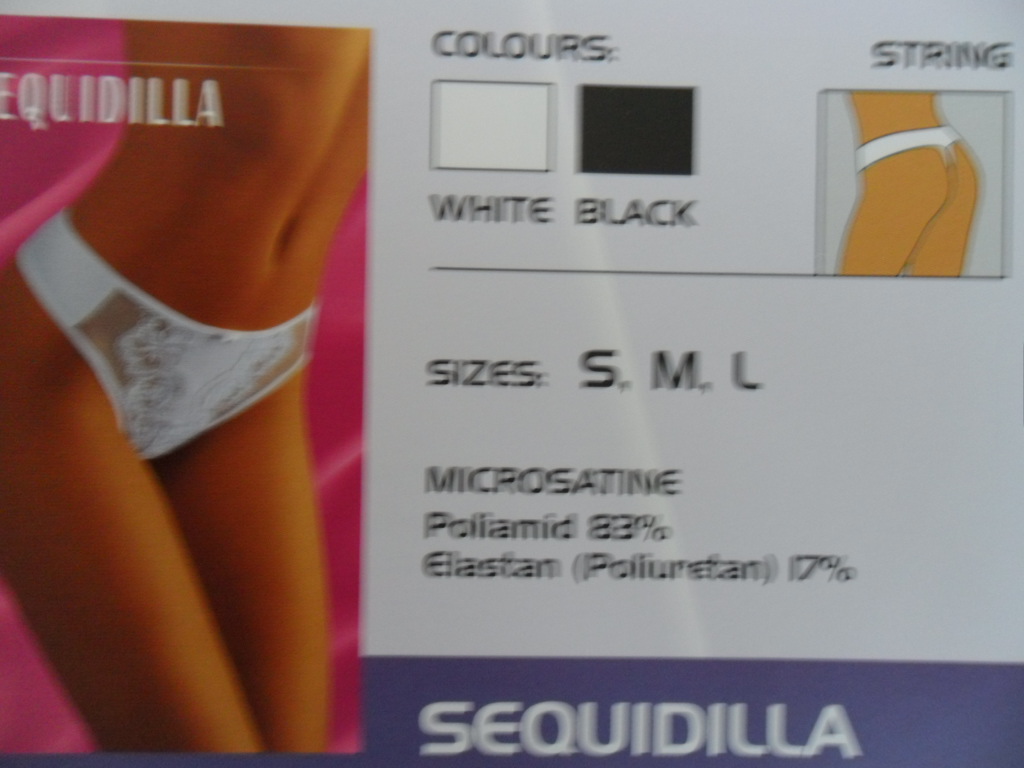 EQUIDILLA
COLOURS:
STRING
WHITE BLACK
SIZES: S, M, L
MICROSATINE
Poliamid 83%
Elastan (Poliuretan) 17%
SEQUIDILLA